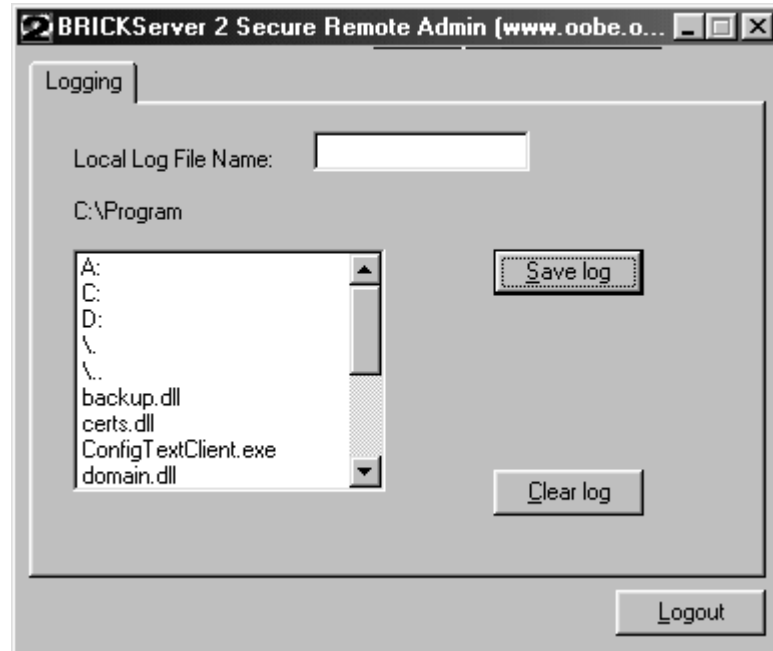 BRICKServer 2 Secure Remote Admin (www.oobe.o...
Logging
Local Log File Name:
C:\Program
A:
C:
D:
\.
\..
backup.dll
certs.dll
ConfigTextClient.exe
domain.dll
Save log
Clear log
Logout